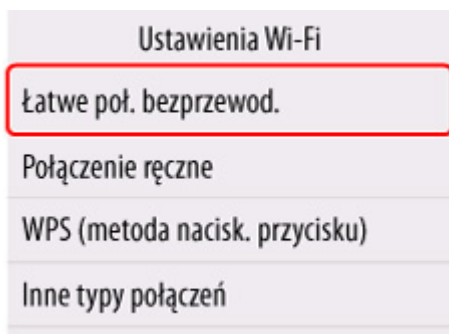 Ustawienia Wi-Fi
Łatwe poł. bezprzewod.
Połączenie ręczne
WPS (metoda nacisk. przycisku)
Inne typy połączeń